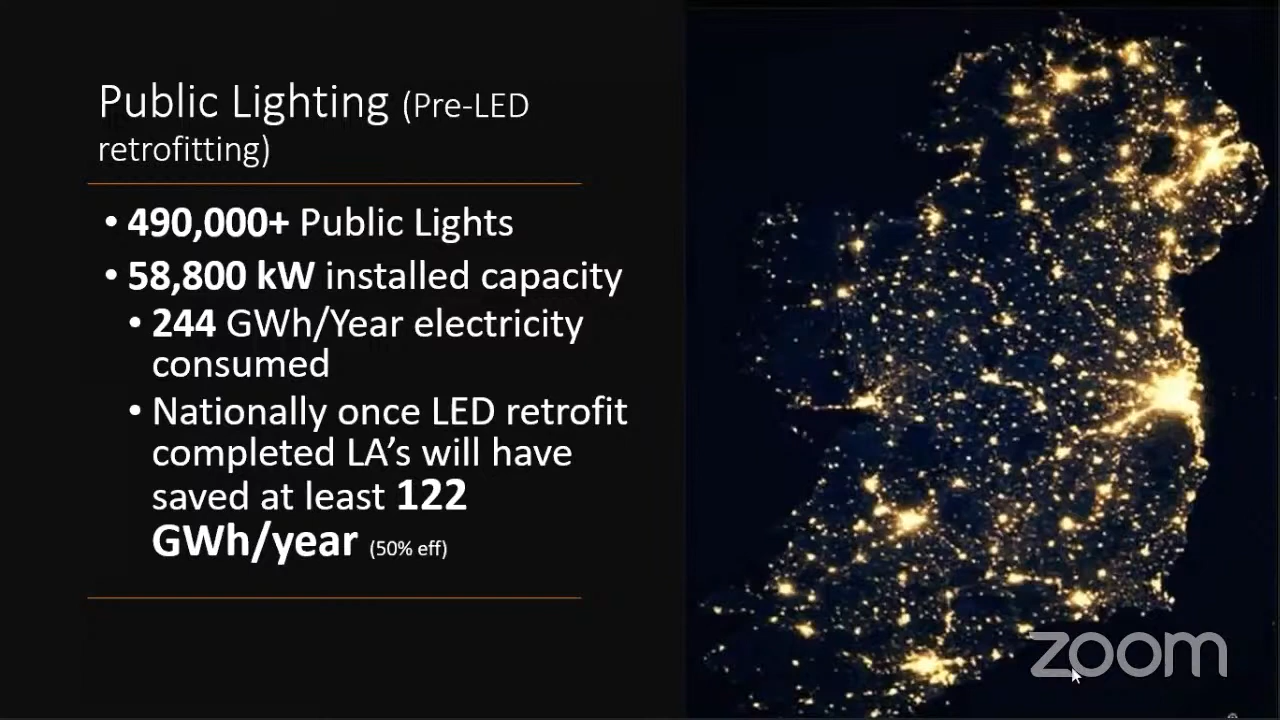 Public Lighting (Pre-LED
retrofitting)
• 490,000+ Public Lights
• 58,800 kW installed capacity
• 244 GWh/Year electricity
consumed
• Nationally once LED retrofit
completed LA’s will have
saved at least 122
GWh/year (50% eff)
zoom